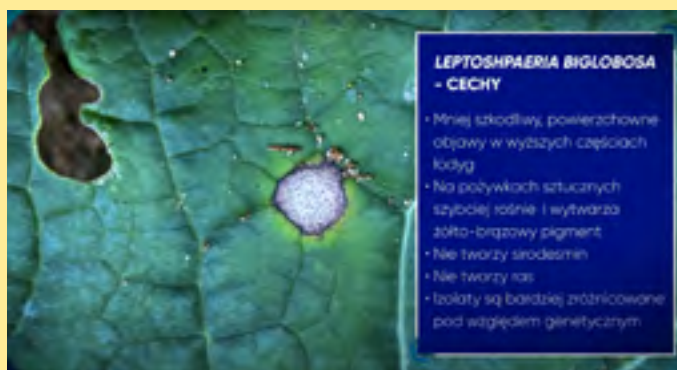 LEPTOSHPAERIA BIGLOBOSA
- CECHY
• Mniej szkodliwy, powierzchowne
objawy w wyższych częściach
łodyg
• Na pożywkach sztucznych
szybciej rośnie i wytwarza
żółto-brązowy pigment
• Nie tworzy sirodesmin
• Nie tworzy ras
• Izolaty są bardziej zróżnicowane
pod względem genetycznym